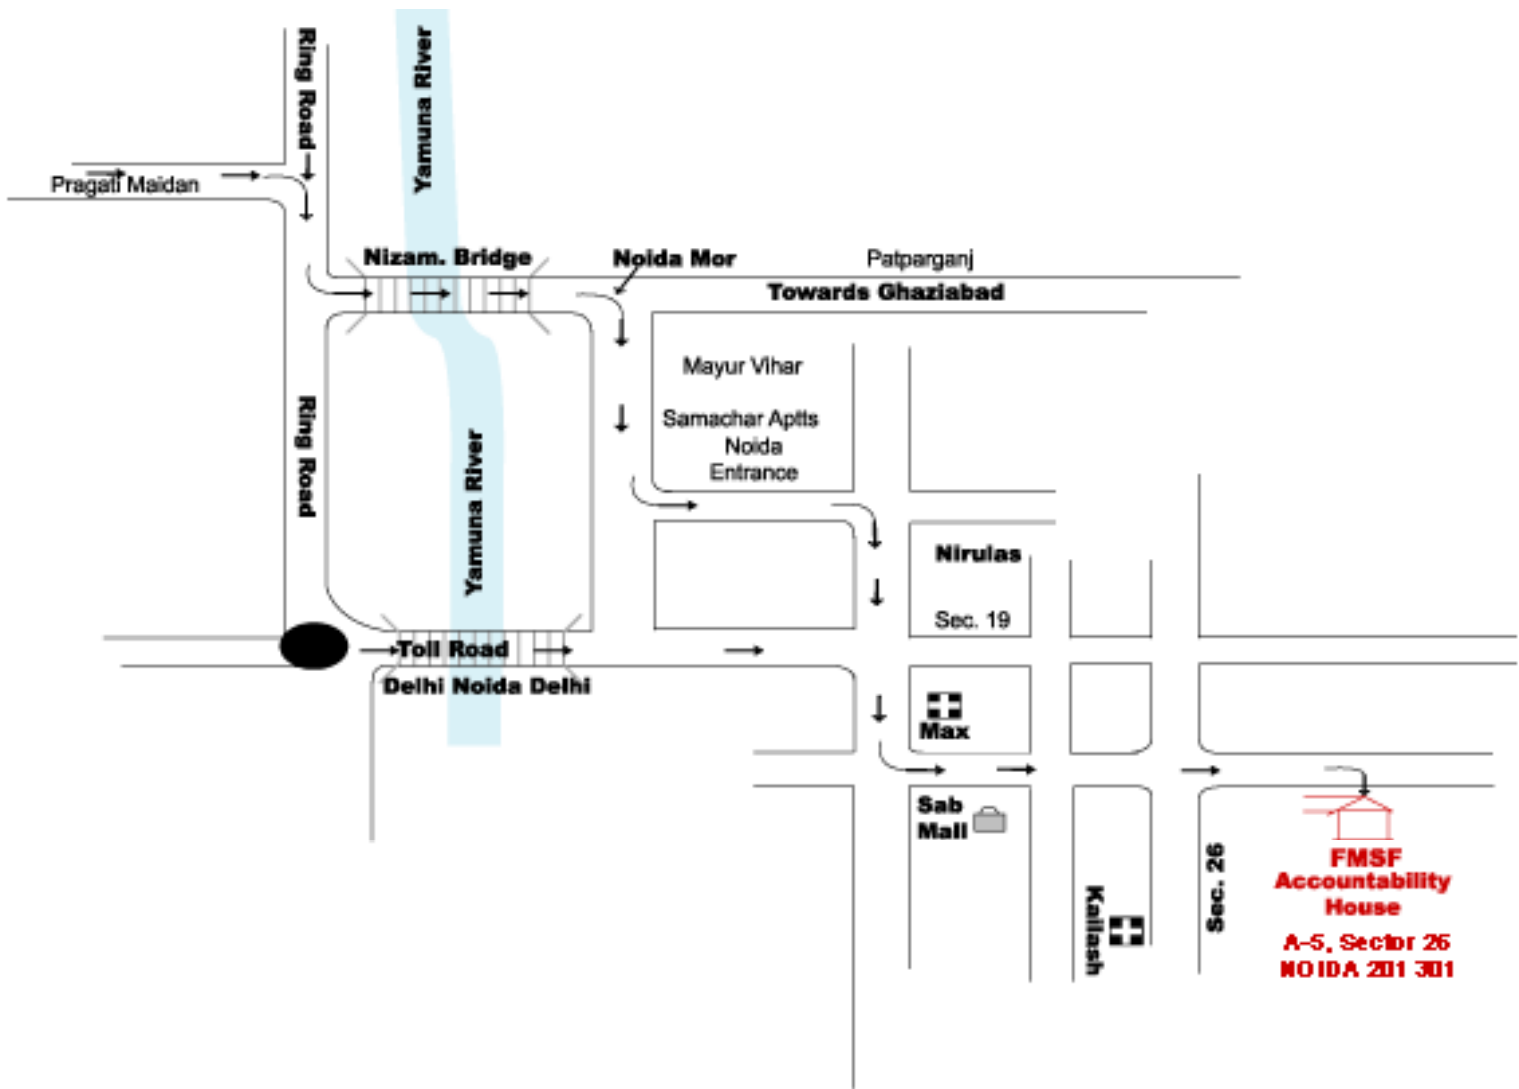 Ring Road
Yamuna River
Pragati Maidan
Nizam. Bridge
Noida Mor
Patparganj
Towards Ghaziabad
Mayur Vihar
Ring Road
Samachar Aptts
Noida
Entrance
Yamuna River
Nirulas
Sec. 19
Toll Road
Delhi Noida Delhi
Max
Sab
Mall
Kailash
Sec. 26
FMSF
Accountability
House
A-5, Sector 26
NOIDA 201 301